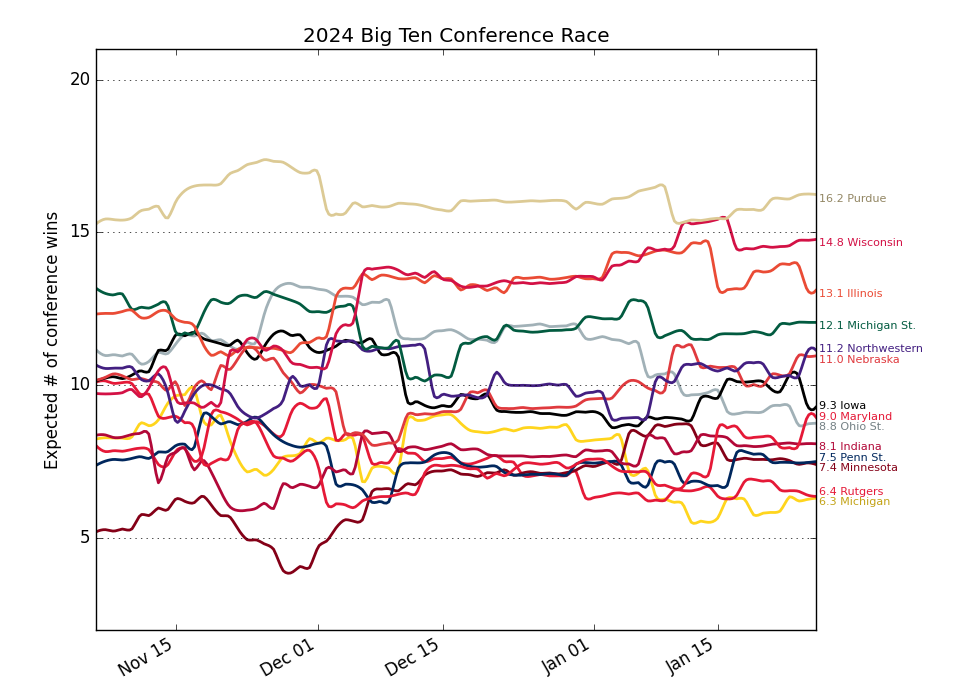 2024 Big Ten Conference Race
Expected # of conference wins
20
15
10
5
Nov 15
Dec 01
Dec 15
Jan 01
Jan 15
16.2 Purdue
14.8 Wisconsin
13.1 Illinois
12.1 Michigan St.
11.2 Northwestern
11.0 Nebraska
9.3 Iowa
9.0 Maryland
8.8 Ohio St.
8.1 Indiana
7.5 Penn St.
7.4 Minnesota
6.4 Rutgers
6.3 Michigan